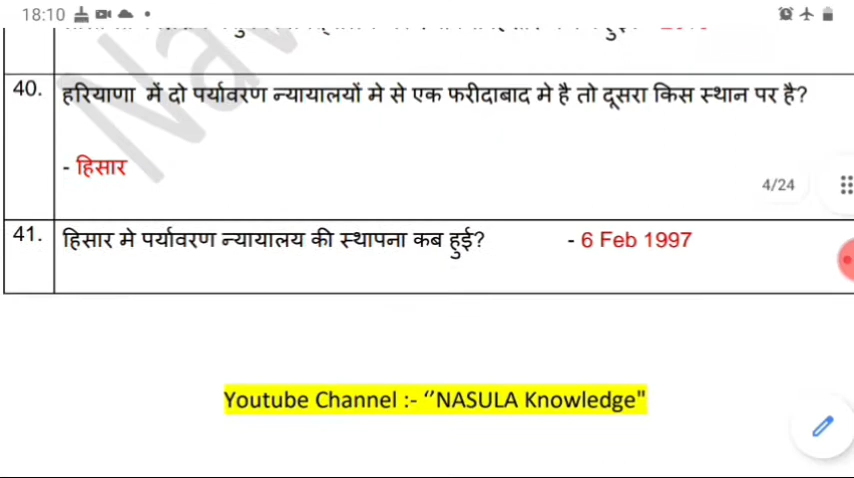 18:10
40. हरियाणा में दो पर्यावरण न्यायालयों मे से एक फरीदाबाद मे है तो दूसरा किस स्थान पर है?
- हिसार
4/24
41. हिसार मे पर्यावरण न्यायालय की स्थापना कब हुई? - 6 Feb 1997
Youtube Channel :- “NASULA Knowledge"